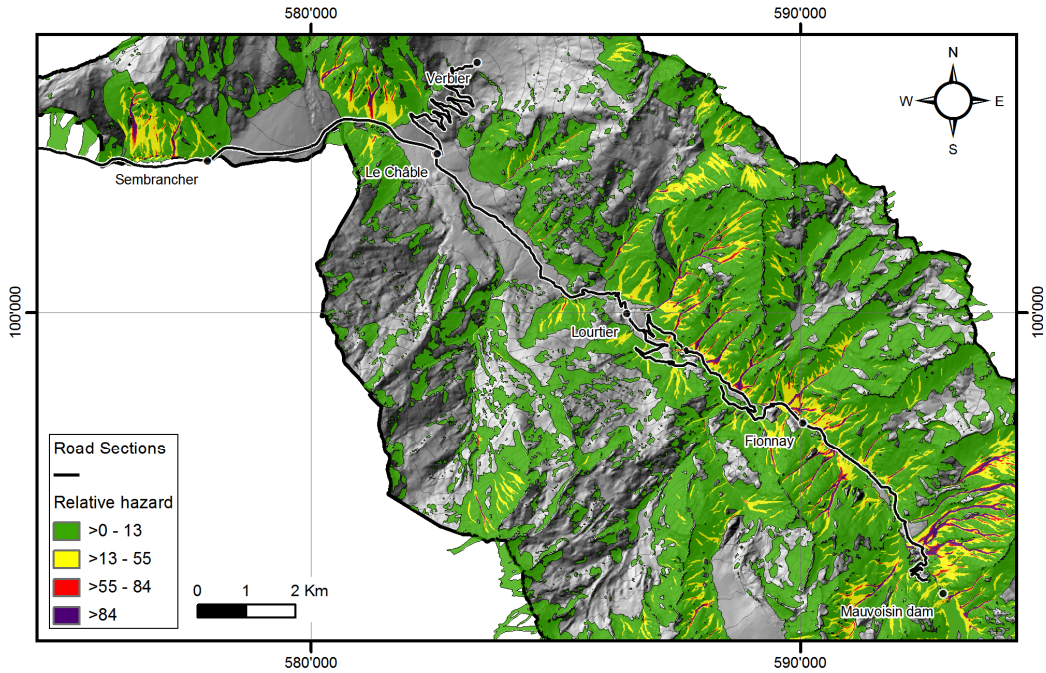 580'000
590'000
N
W
E
S
Verbier
Sembrancher
Le Châble
100'000
100'000
Lourtier
Fionnay
Mauvoisin dam
Road Sections
Relative hazard
>0 - 13
>13 - 55
>55 - 84
>84
0 1 2 Km
580'000
590'000